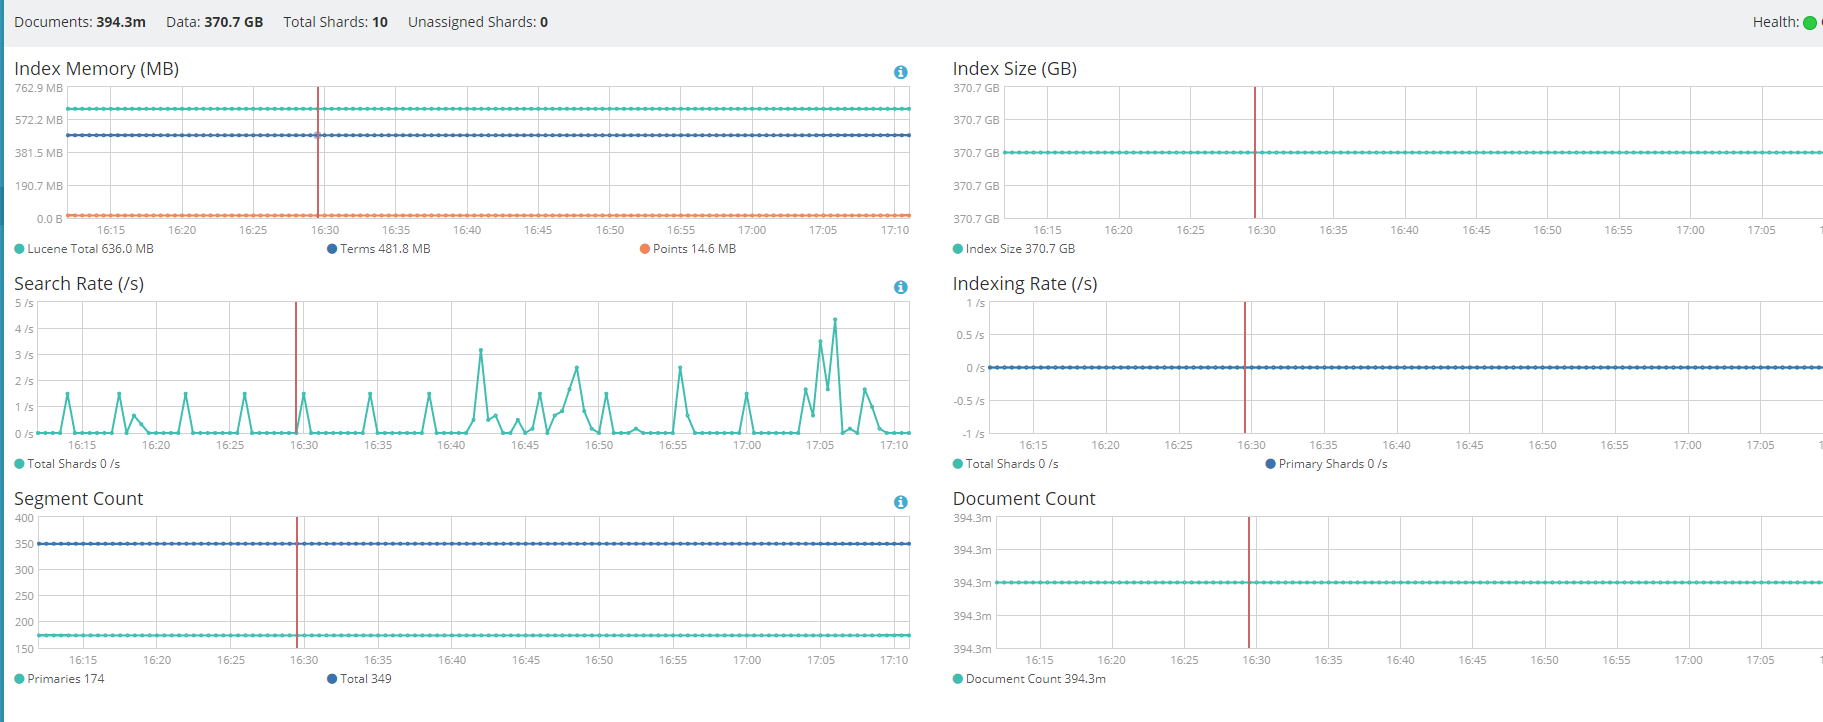 Documents: 394.3m Data: 370.7 GB Total Shards: 10 Unassigned Shards: 0 Health:
Index Memory (MB)
762.9 MB
572.2 MB
381.5 MB
190.7 MB
0.0 B
16:15 16:20 16:25 16:30 16:35 16:40 16:45 16:50 16:55 17:00 17:05 17:10
Lucene Total 636.0 MB Terms 481.8 MB Points 14.6 MB
Index Size (GB)
370.7 GB
370.7 GB
370.7 GB
370.7 GB
370.7 GB
16:15 16:20 16:25 16:30 16:35 16:40 16:45 16:50 16:55 17:00 17:05
Index Size 370.7 GB
Search Rate (/s)
5 /s
4 /s
3 /s
2 /s
1 /s
0 /s
16:15 16:20 16:25 16:30 16:35 16:40 16:45 16:50 16:55 17:00 17:05 17:10
Total Shards 0 /s
Indexing Rate (/s)
1 /s
0.5 /s
0 /s
-0.5 /s
-1 /s
16:15 16:20 16:25 16:30 16:35 16:40 16:45 16:50 16:55 17:00 17:05
Total Shards 0 /s Primary Shards 0 /s
Segment Count
400
350
300
250
200
150
16:15 16:20 16:25 16:30 16:35 16:40 16:45 16:50 16:55 17:00 17:05 17:10
Primaries 174 Total 349
Document Count
394.3m
394.3m
394.3m
394.3m
394.3m
16:15 16:20 16:25 16:30 16:35 16:40 16:45 16:50 16:55 17:00 17:05
Document Count 394.3m